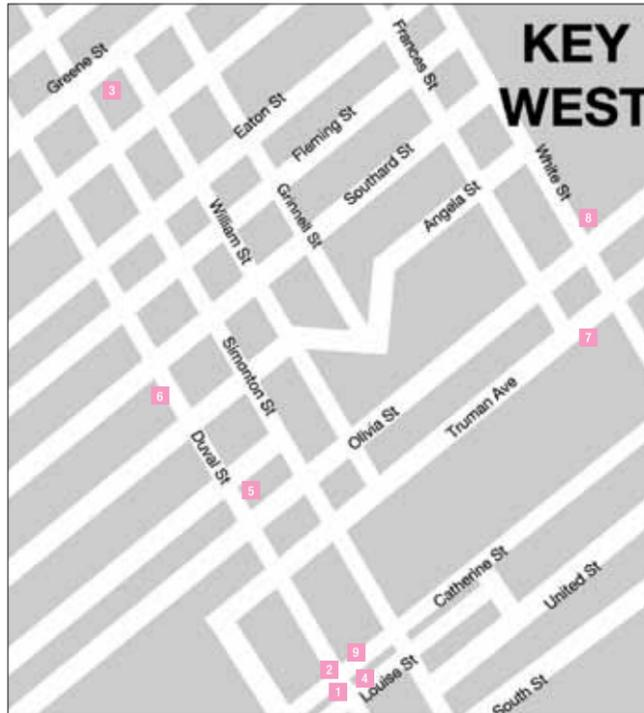 KEY
WEST
Greene St
3
Frances St
Eaton St
Fleming St
White St
Southard St
Angela St
William St
Grinnell St
8
7
Simonton St
6
Truman Ave
Olivia St
Duval St
5
Catherine St
United St
9
2
4
Louise St
1
South St